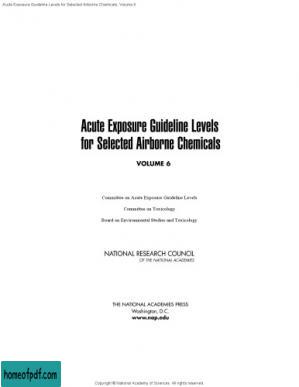 Acute Exposure Guideline Levels for Selected Airborne Chemicals, Volume 6
Acute Exposure Guideline Levels
for Selected Airborne Chemicals
VOLUME 6
Committee on Acute Exposure Guideline Levels
Committee on Toxicology
Board on Environmental Studies and Toxicology
NATIONAL RESEARCH COUNCIL
OF THE NATIONAL ACADEMIES
THE NATIONAL ACADEMIES PRESS
Washington, D.C.
www.nap.edu
homeofpdf.com
Copyright © National Academy of Sciences. All rights reserved.